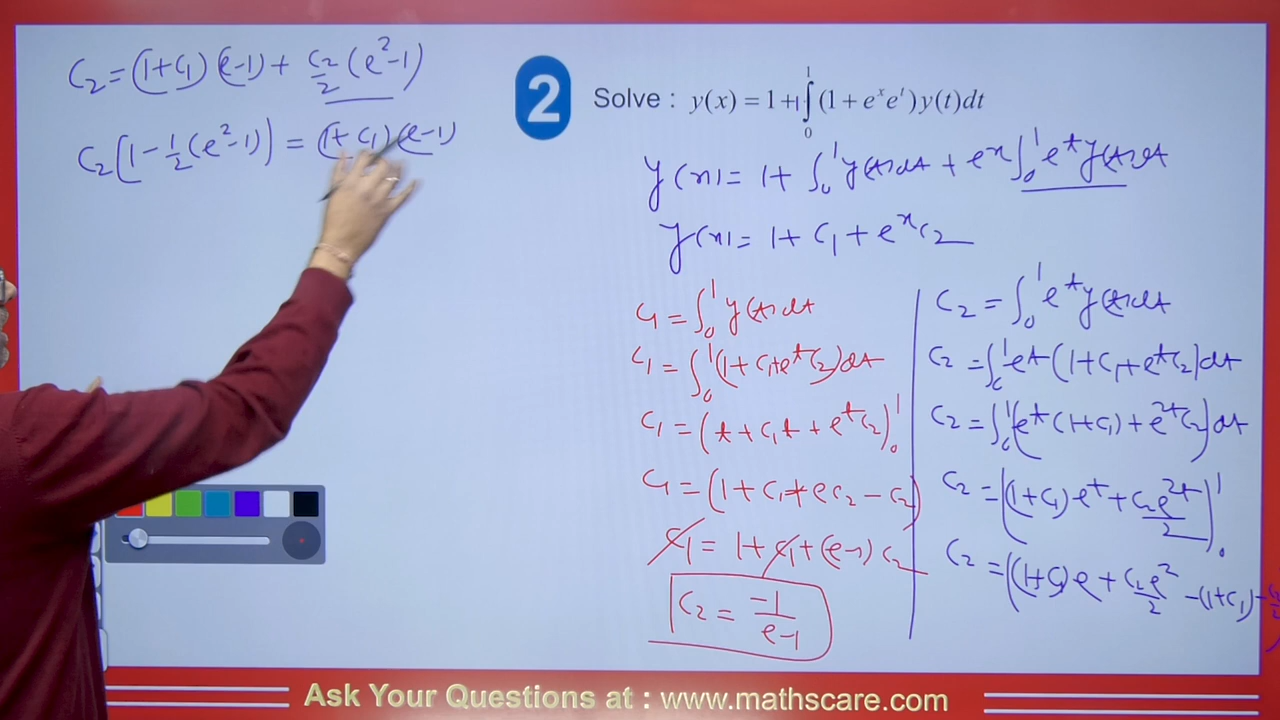 C₂ = (1+C₁)(e-1) + C₂/2 (e²-1)
C₂[1 - 1/2(e²-1)] = (1+C₁)(e-1)
2
Solve : y(x) = 1 + 1∫₀¹(1 + eˣeᵗ)y(t)dt
y(x) = 1 + ∫₀¹ y(t)dt + eˣ∫₀¹ eᵗ y(t)dt
y(x) = 1 + C₁ + eˣC₂
C₁ = ∫₀¹ y(t)dt
C₁ = ∫₀¹(1 + C₁ + eᵗC₂)dt
C₁ = (t + C₁t + eᵗC₂)₀¹
C₁ = (1 + C₁ + eC₂ - C₂)
C₁ = 1 + C₁ + (e-1)C₂
C₂ = -1/(e-1)
C₂ = ∫₀¹ eᵗ y(t)dt
C₂ = ∫₀¹ eᵗ(1 + C₁ + eᵗC₂)dt
C₂ = ∫₀¹(eᵗ(1+C₁) + e²ᵗC₂)dt
C₂ = ((1+C₁)eᵗ + C₂e²ᵗ/2)₀¹
C₂ = ((1+C₁)e + C₂e²/2 - (1+C₁) - C₂/2)
Ask Your Questions at : www.mathscare.com